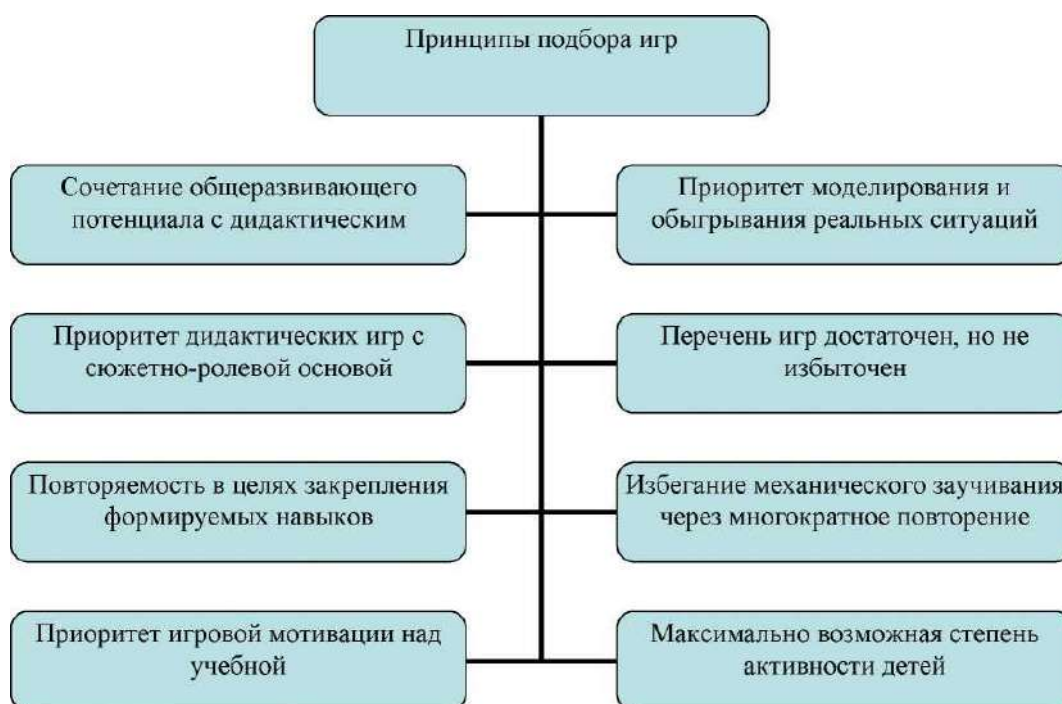 Принципы подбора игр
Сочетание общеразвивающего
потенциала с дидактическим
Приоритет моделирования и
обыгрывания реальных ситуаций
Приоритет дидактических игр с
сюжетно-ролевой основой
Перечень игр достаточен, но не
избыточен
Повторяемость в целях закрепления
формируемых навыков
Избегание механического заучивания
через многократное повторение
Приоритет игровой мотивации над
учебной
Максимально возможная степень
активности детей